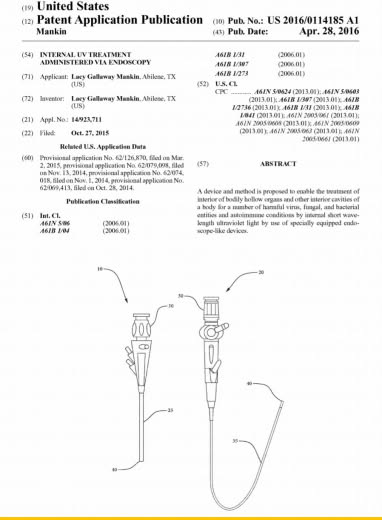 (19) United States
(12) Patent Application Publication (10) Pub. No.: US 2016/0114185 A1
Mankin (43) Pub. Date: Apr. 28, 2016
(54) INTERNAL UV TREATMENT
ADMINISTERED VIA ENDOSCOPY
(71) Applicant: Lacy Gallaway Mankin, Abilene, TX
(US)
(72) Inventor: Lacy Gallaway Mankin, Abilene, TX
(US)
(21) Appl. No.: 14/923,711
(22) Filed: Oct. 27, 2015
Related U.S. Application Data
(60) Provisional application No. 62/126,870, filed on Mar.
2, 2015, provisional application No. 62/079,098, filed
on Nov. 13, 2014, provisional application No. 62/074,
018, filed on Nov. 1, 2014, provisional application No.
62/069,413, filed on Oct. 28, 2014.
Publication Classification
(51) Int. Cl.
A61N 5/06 (2006.01)
A61B 1/04 (2006.01)
A61B 1/31 (2006.01)
A61B 1/307 (2006.01)
A61B 1/273 (2006.01)
(52) U.S. Cl.
CPC ............ A61N 5/0624 (2013.01); A61N 5/0603
(2013.01); A61B 1/307 (2013.01); A61B
1/2736 (2013.01); A61B 1/31 (2013.01); A61B
1/041 (2013.01); A61N 2005/061 (2013.01);
A61N 2005/0608 (2013.01); A61N 2005/0609
(2013.01); A61N 2005/063 (2013.01); A61N
2005/0661 (2013.01)
(57) ABSTRACT
A device and method is proposed to enable the treatment of
interior of bodily hollow organs and other interior cavities of
a body for a number of harmful virus, fungal, and bacterial
entities and autoimmune conditions by internal short wave-
length ultraviolet light by use of specially equipped endo-
scope-like devices.
10
20
30
50
40
25
35
40